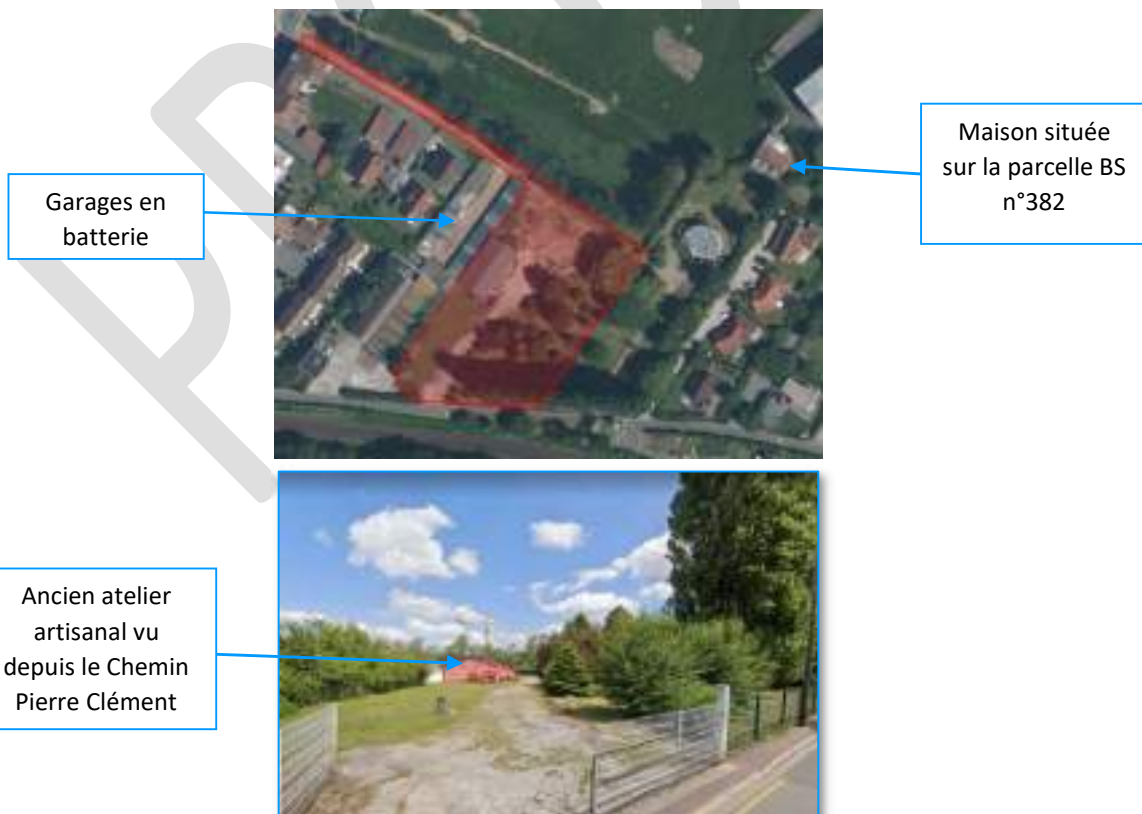 Maison située
sur la parcelle BS
n°382
Garages en
batterie
Ancien atelier
artisanal vu
depuis le Chemin
Pierre Clément